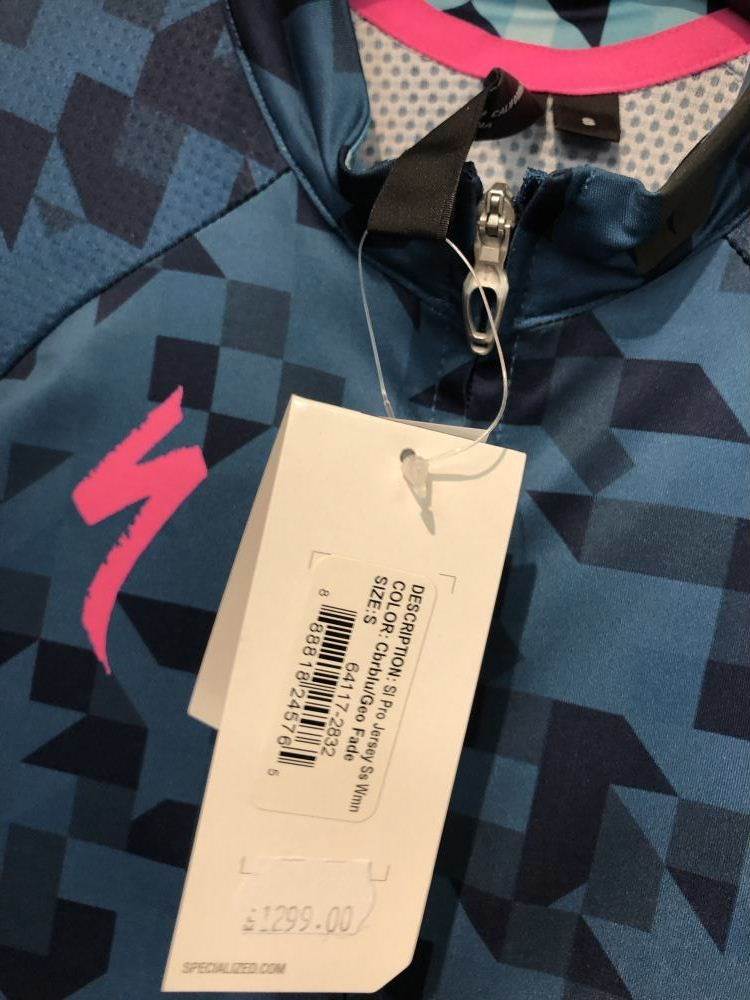 DESCRIPTION: Sl Pro Jersey Ss Wmn
COLOR: Cbrblu/Geo Fade
SIZE:S
64117-2832
8 88818 24576 5
1299.00
SPECIALIZED.COM